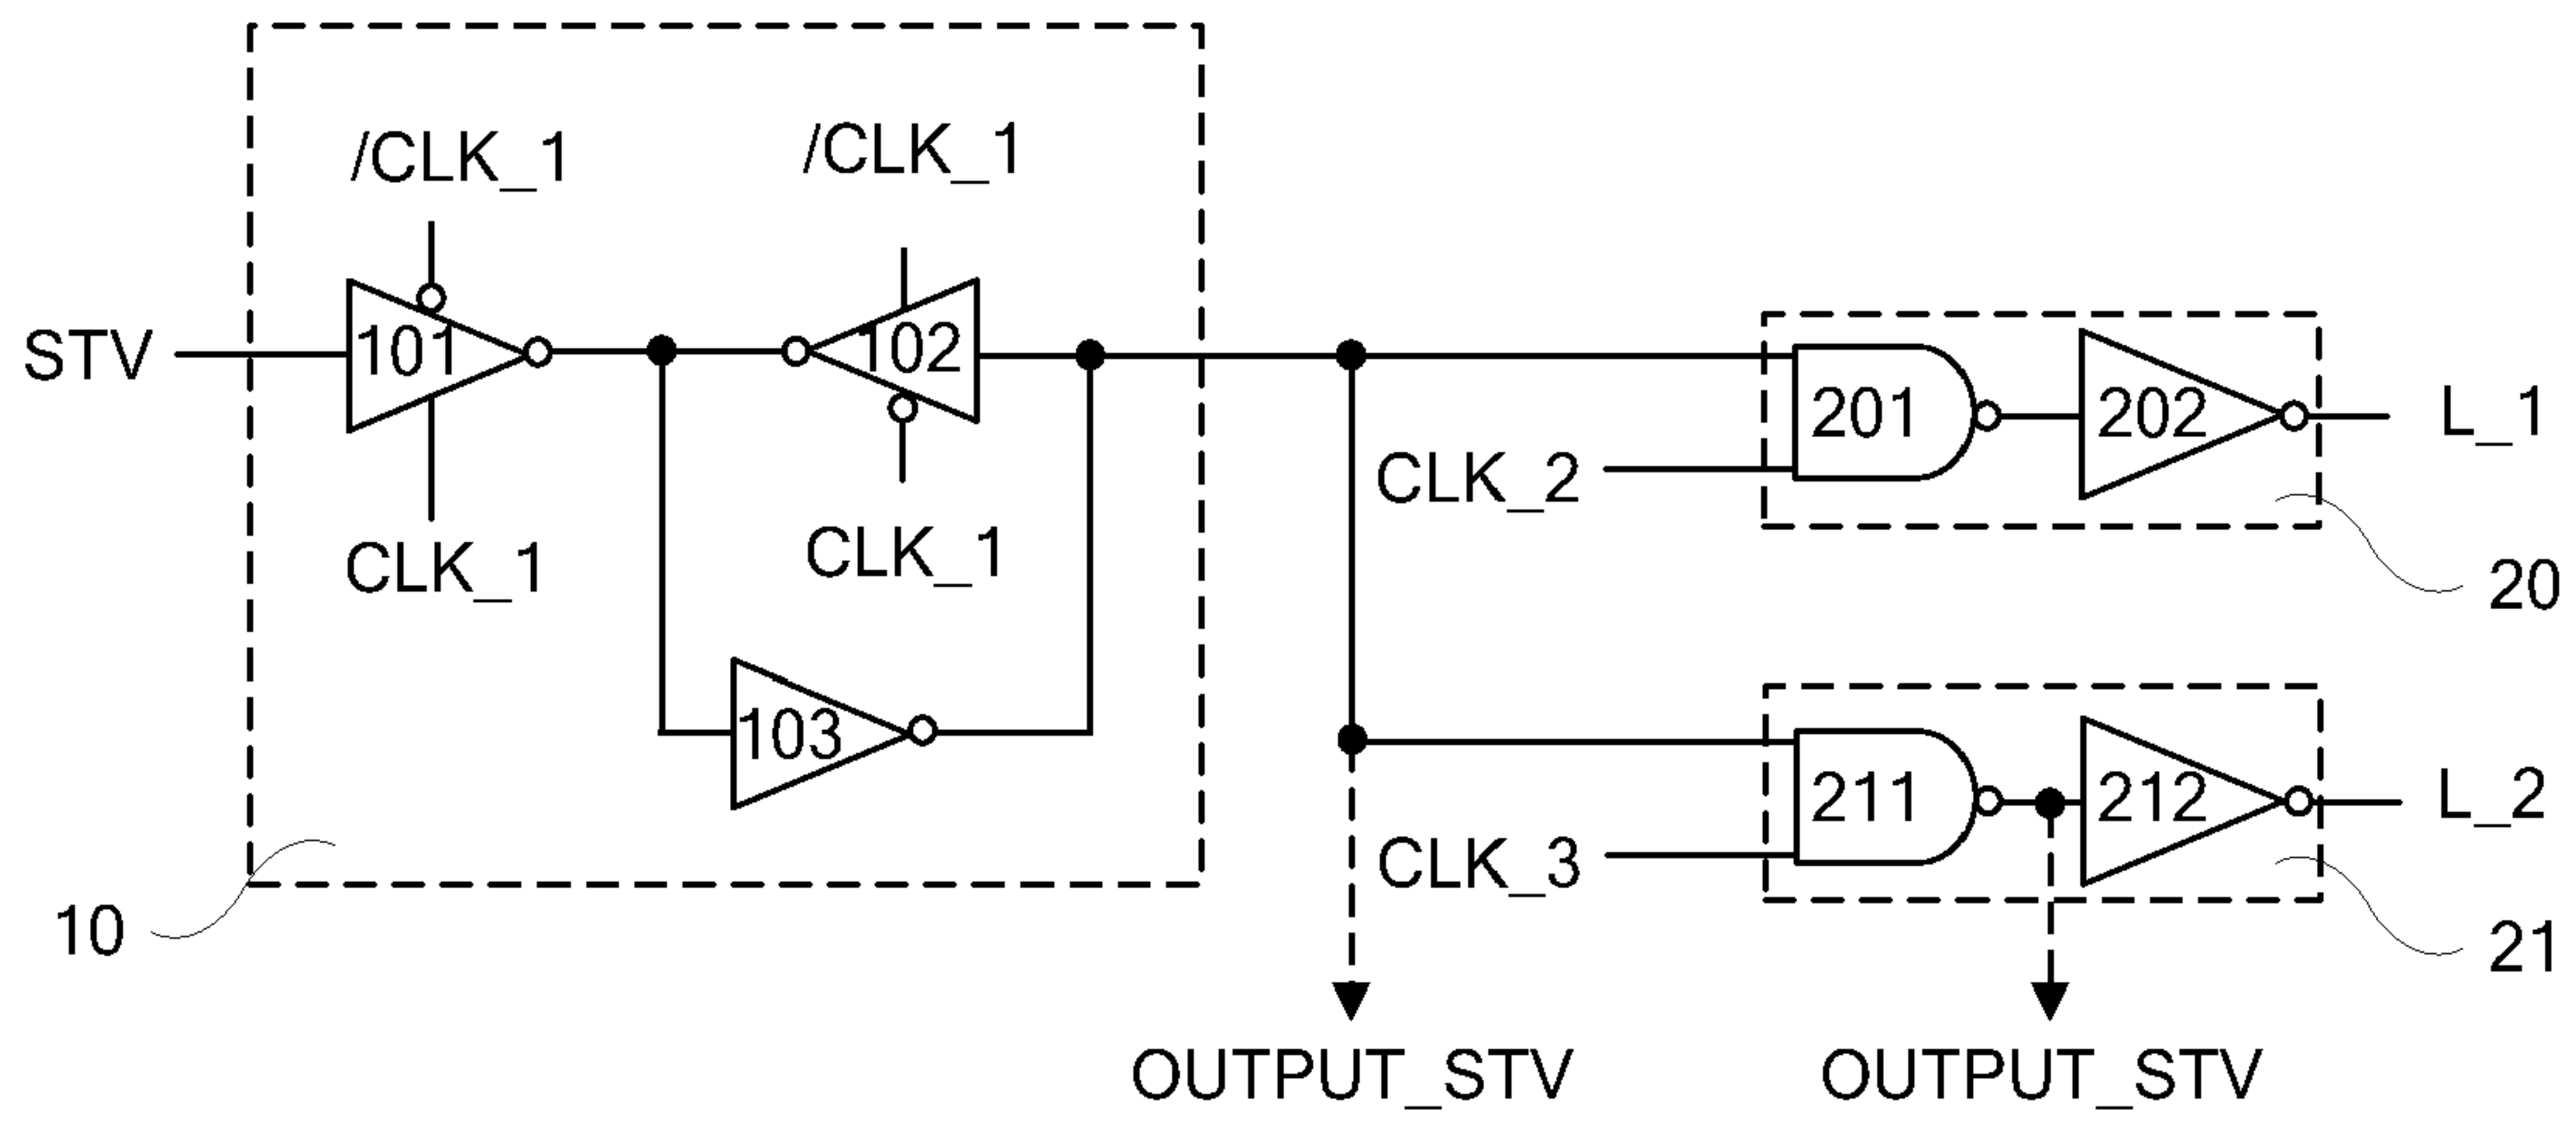 /CLK_1
/CLK_1
STV
101
102
CLK_1
CLK_1
103
10
201
202
L_1
CLK_2
20
211
212
L_2
CLK_3
21
OUTPUT_STV
OUTPUT_STV